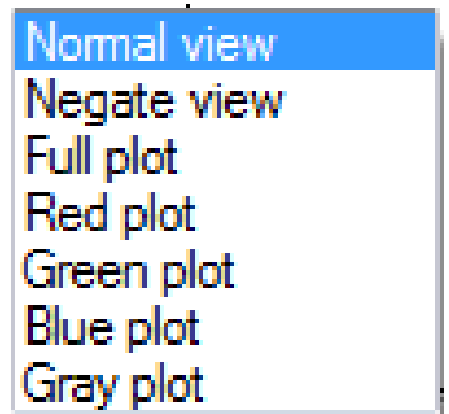 Normal view
Negate view
Full plot
Red plot
Green plot
Blue plot
Gray plot